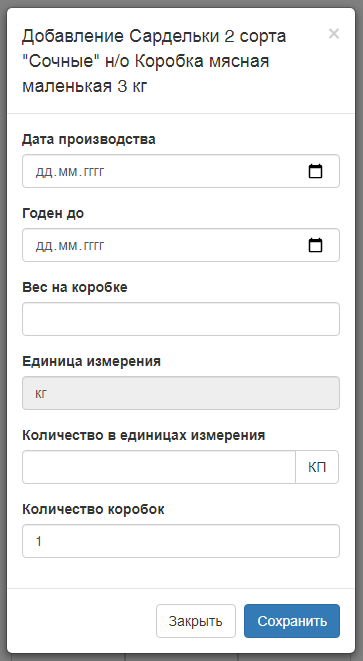 Добавление Сардельки 2 сорта
"Сочные" н/о Коробка мясная
маленькая 3 кг
×
Дата производства
дд.мм.гггг
Годен до
дд.мм.гггг
Вес на коробке
Единица измерения
кг
Количество в единицах измерения
КП
Количество коробок
1
Закрыть Сохранить